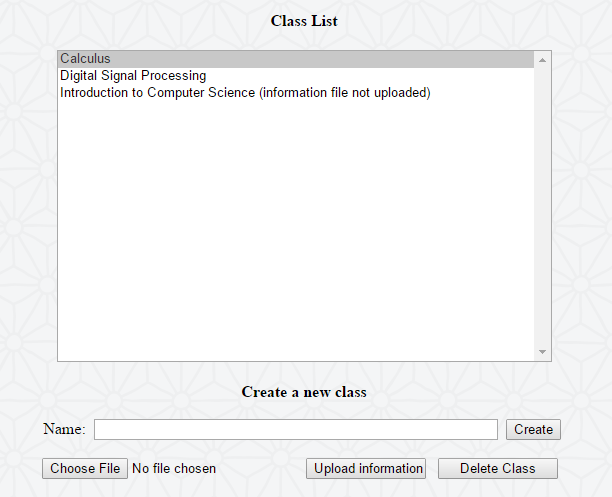 Class List
Calculus
Digital Signal Processing
Introduction to Computer Science (information file not uploaded)
Create a new class
Name: Create
Choose File No file chosen Upload information Delete Class